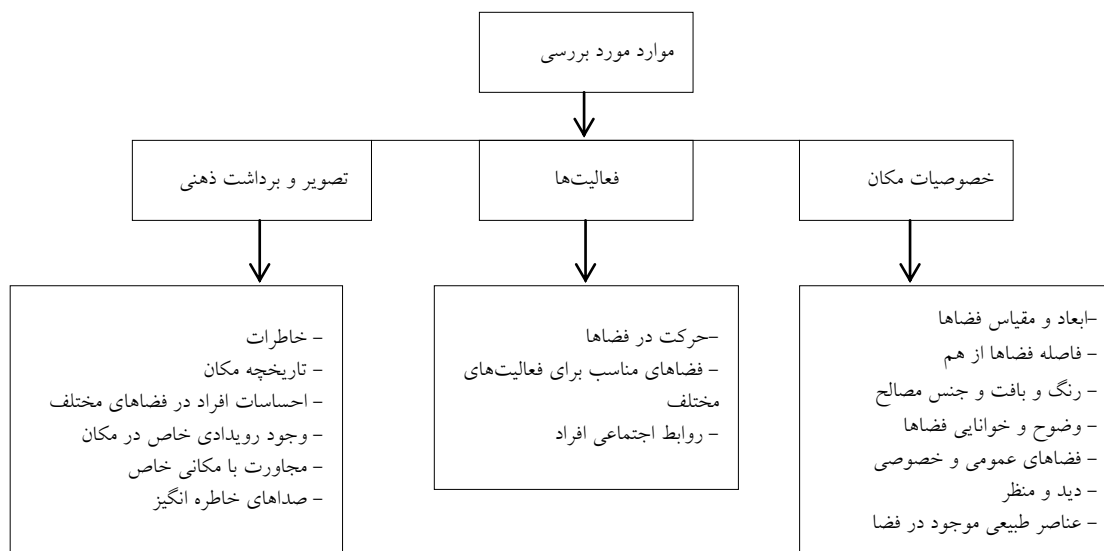 موارد مورد بررسی
خصوصیات مکان
فعالیت‌ها
تصویر و برداشت ذهنی
–ابعاد و مقیاس فضاها
– فاصله فضاها از هم
– رنگ و بافت و جنس مصالح
– وضوح و خوانایی فضاها
– فضاهای عمومی و خصوصی
– دید و منظر
– عناصر طبیعی موجود در فضا
–حرکت در فضاها
– فضاهای مناسب برای فعالیت‌های
مختلف
– روابط اجتماعی افراد
– خاطرات
– تاریخچه مکان
– احساسات افراد در فضاهای مختلف
– وجود رویدادی خاص در مکان
– مجاورت با مکانی خاص
– صداهای خاطره انگیز